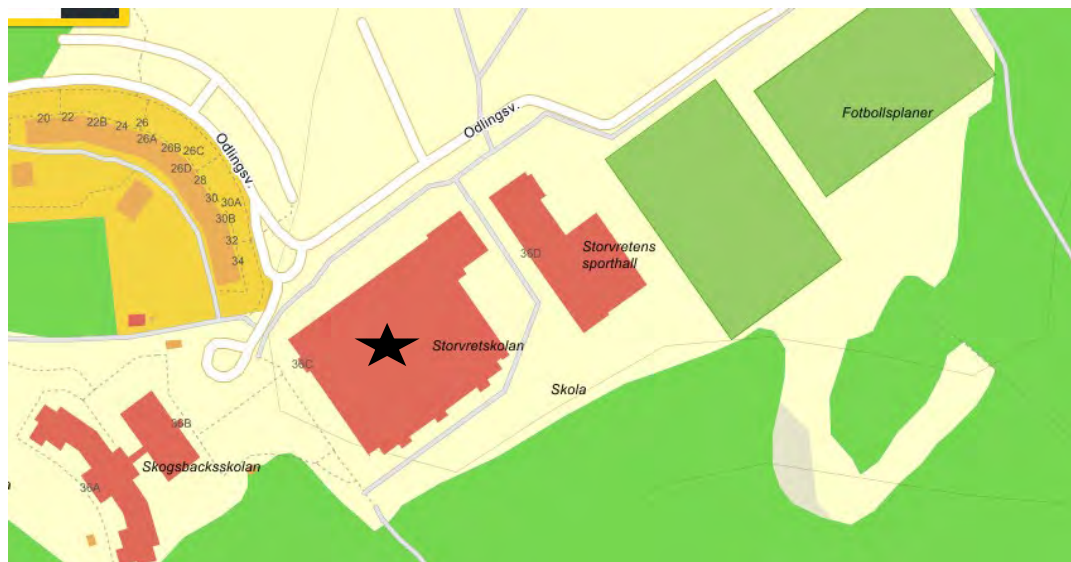 Fotbollsplaner
20
22
22B
24
26
26A
26B
26C
26D
28
30
30A
30B
32
34
Odlingsv.
Odlingsv.
36D
Storvretens
sporthall
Storvretskolan
36C
Skola
36B
Skogsbacksskolan
36A